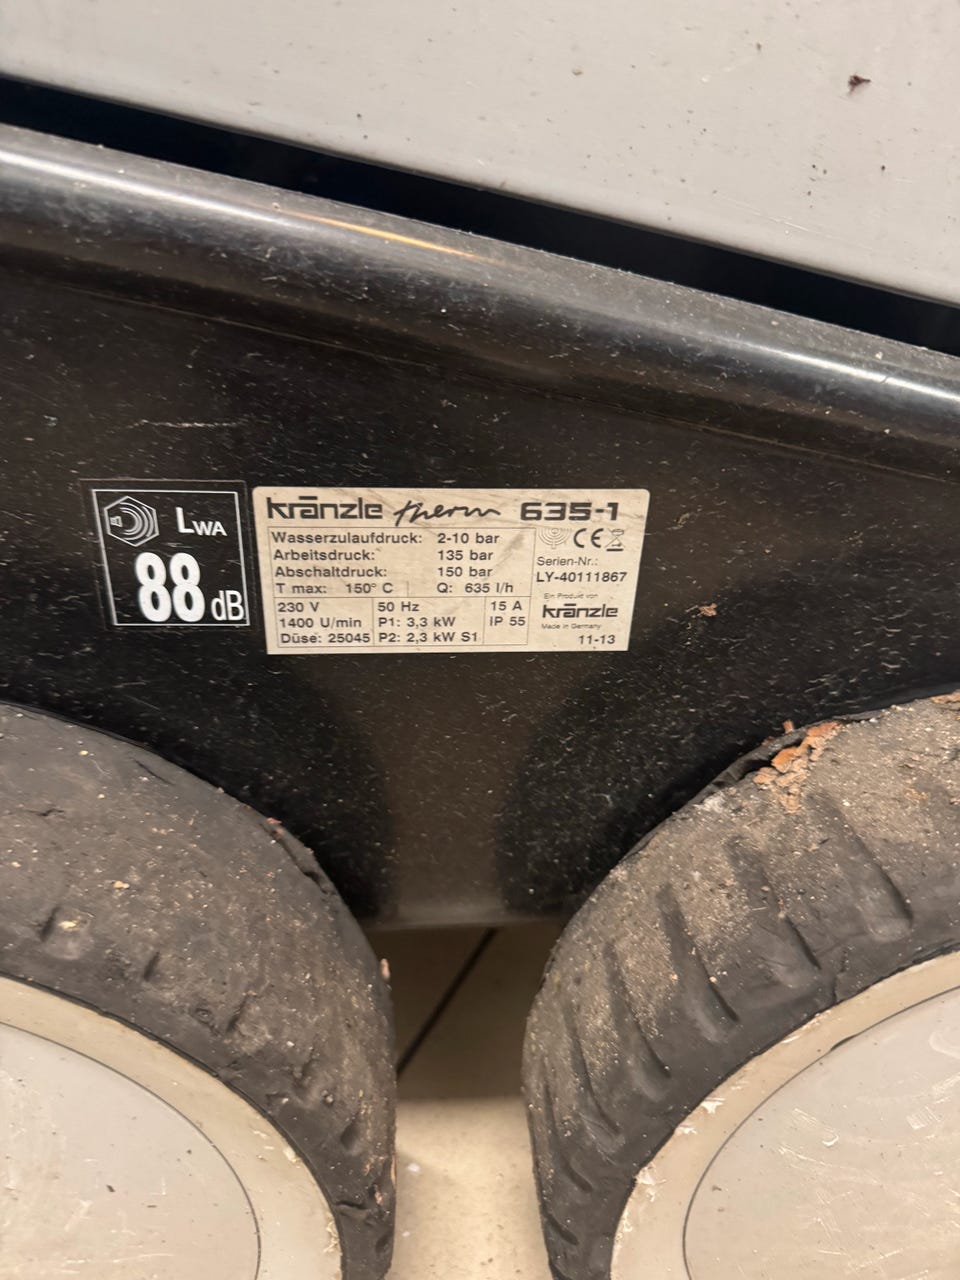 LWA
88 dB
kränzle therm 635-1
Wasserzulaufdruck: 2-10 bar
Arbeitsdruck: 135 bar
Abschaltdruck: 150 bar
T max: 150° C Q: 635 l/h
230 V 50 Hz 15 A
1400 U/min P1: 3,3 kW IP 55
Düse: 25045 P2: 2,3 kW S1
CE
Serien-Nr.:
LY-40111867
Ein Produkt von
kränzle
Made in Germany
11-13